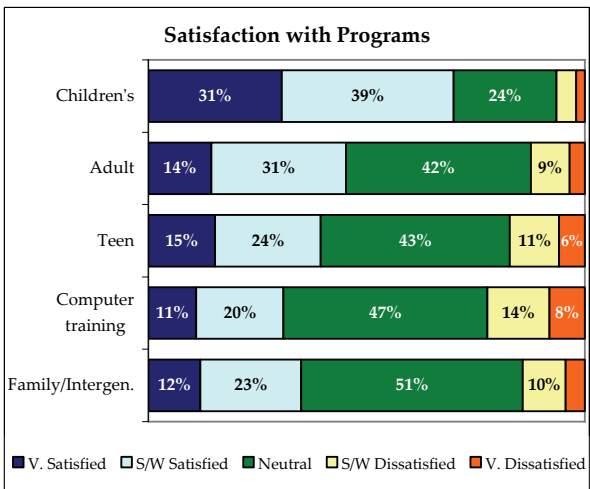 Satisfaction with Programs
Children's
31% 39% 24%
Adult
14% 31% 42% 9%
Teen
15% 24% 43% 11% 6%
Computer
training
11% 20% 47% 14% 8%
Family/Intergen.
12% 23% 51% 10%
V. Satisfied S/W Satisfied Neutral S/W Dissatisfied V. Dissatisfied